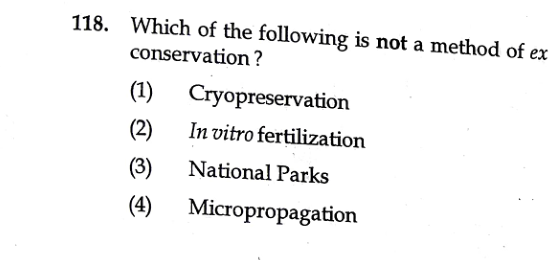 118. Which of the following is not a method of ex
conservation ?
(1) Cryopreservation
(2) In vitro fertilization
(3) National Parks
(4) Micropropagation